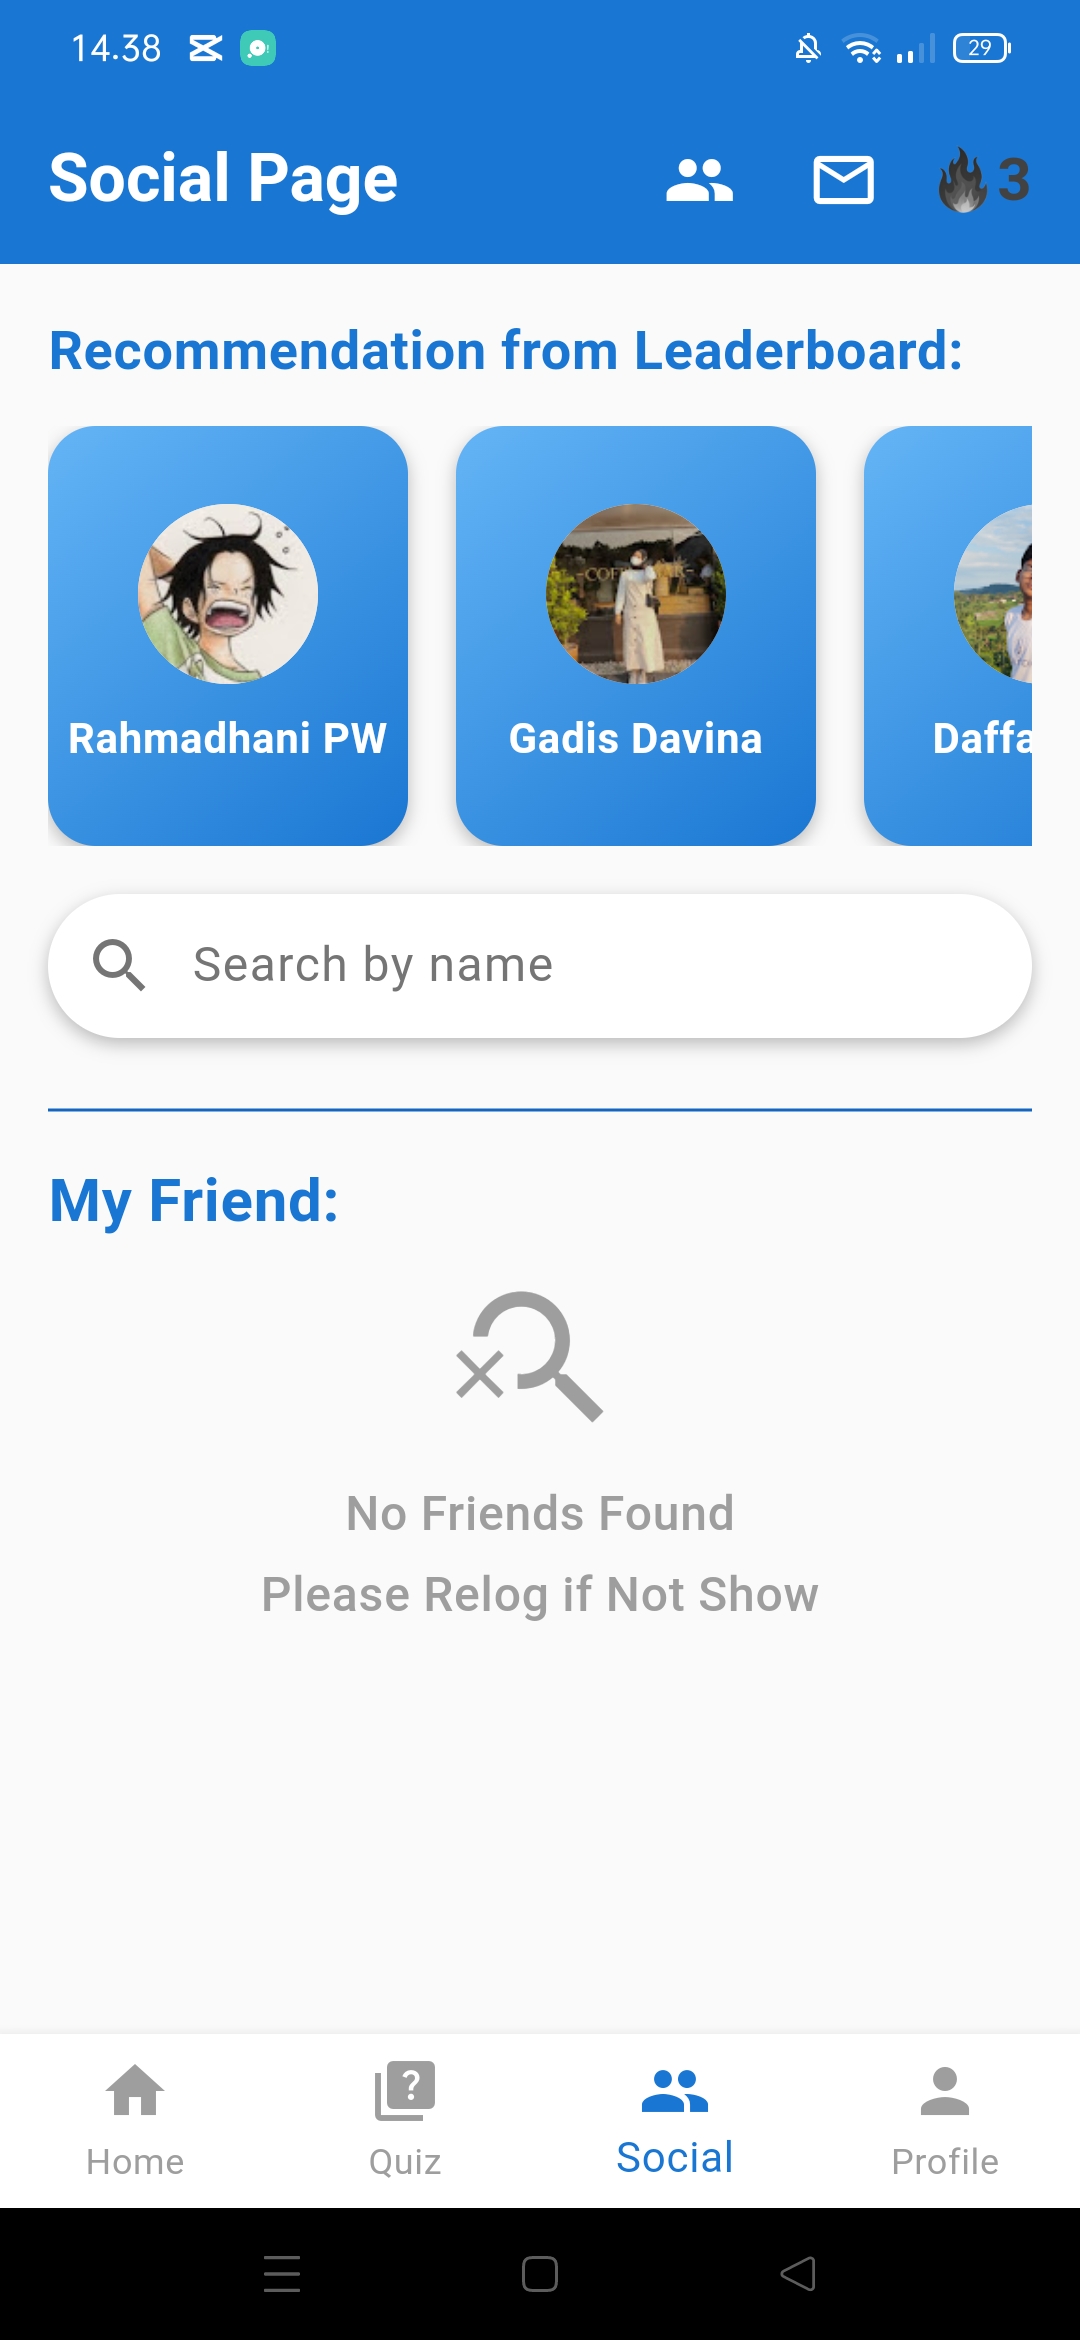 14.38
29
Social Page
3
Recommendation from Leaderboard:
Rahmadhani PW
Gadis Davina
Daffa
Search by name
My Friend:
No Friends Found
Please Relog if Not Show
Home
Quiz
Social
Profile